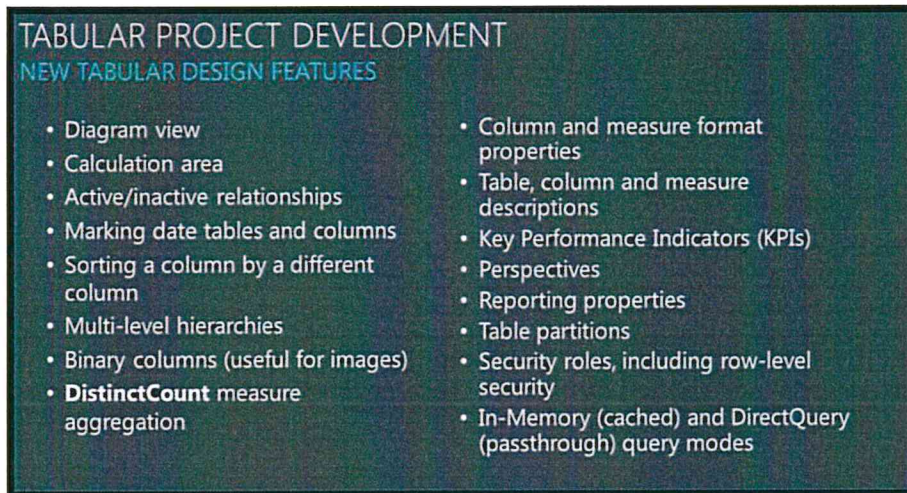 TABULAR PROJECT DEVELOPMENT
NEW TABULAR DESIGN FEATURES
• Diagram view
• Calculation area
• Active/inactive relationships
• Marking date tables and columns
• Sorting a column by a different
column
• Multi-level hierarchies
• Binary columns (useful for images)
• DistinctCount measure
aggregation
• Column and measure format
properties
• Table, column and measure
descriptions
• Key Performance Indicators (KPIs)
• Perspectives
• Reporting properties
• Table partitions
• Security roles, including row-level
security
• In-Memory (cached) and DirectQuery
(passthrough) query modes